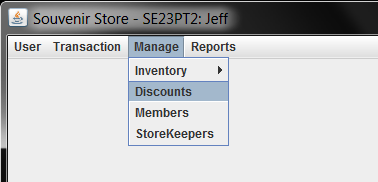 Souvenir Store - SE23PT2: Jeff
User Transaction Manage Reports
Inventory
Discounts
Members
StoreKeepers